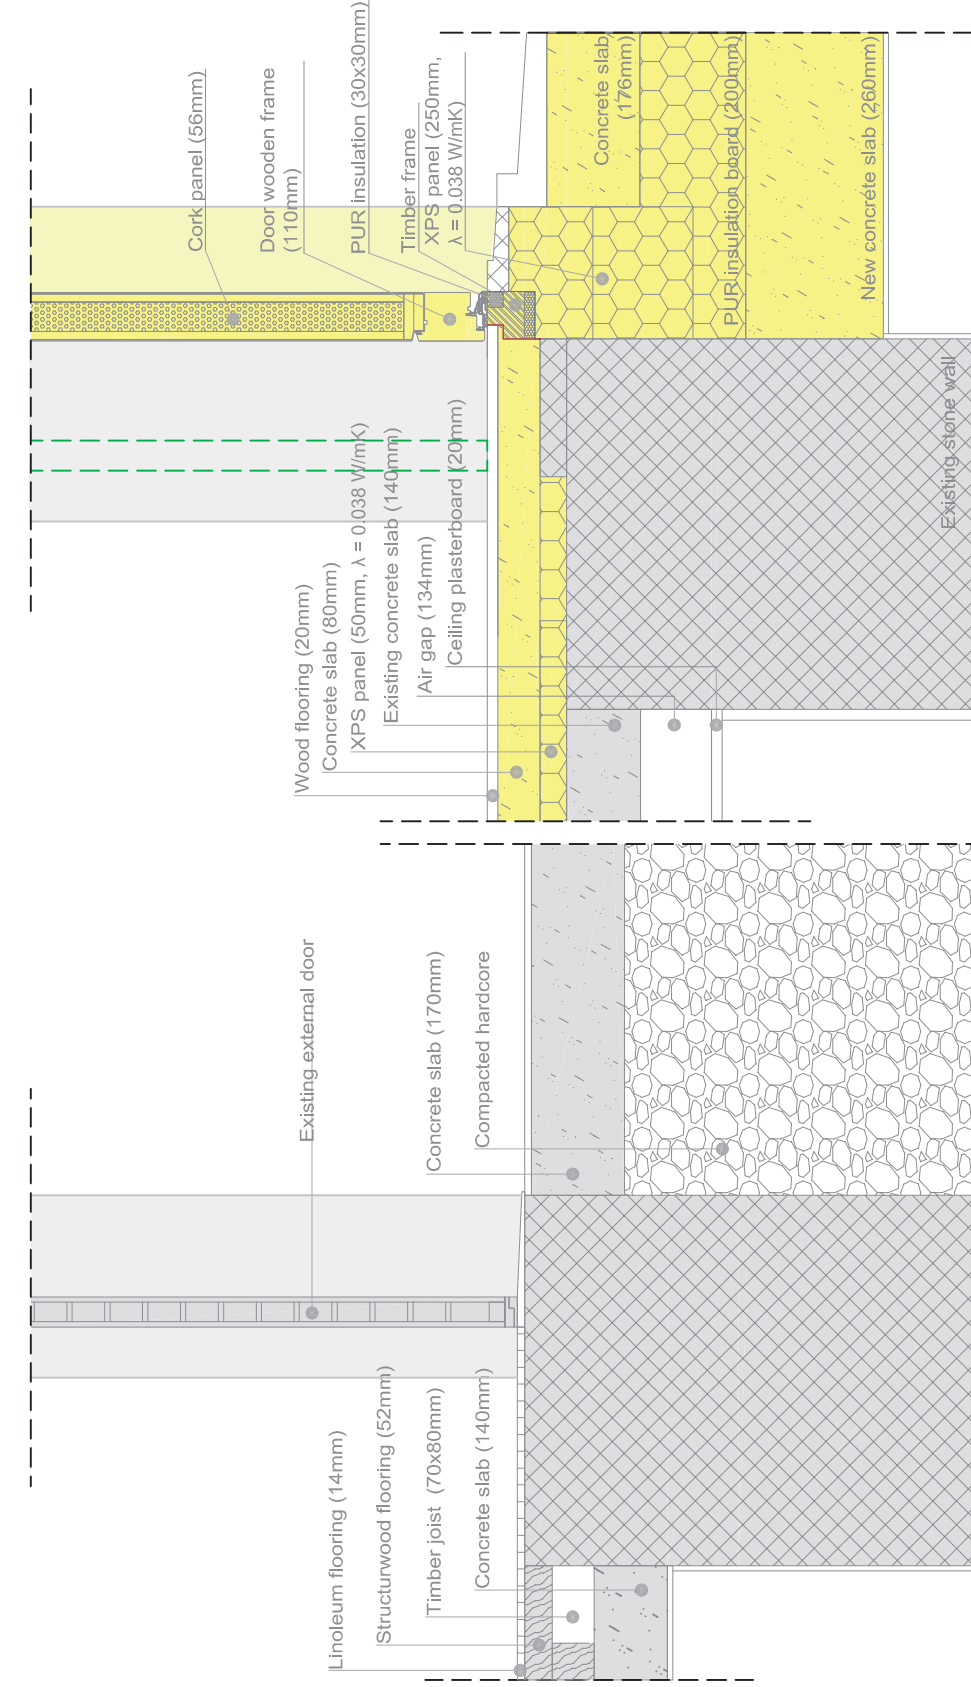 Cork panel (56mm)
Door wooden frame
(110mm)
PUR insulation (30x30mm)
Timber frame
XPS panel (250mm,
λ = 0.038 W/mK)
Concrete slab
(176mm)
PUR insulation board (200mm)
New concrete slab (260mm)
Existing stone wall
Wood flooring (20mm)
Concrete slab (80mm)
XPS panel (50mm, λ = 0.038 W/mK)
Existing concrete slab (140mm)
Air gap (134mm)
Ceiling plasterboard (20mm)
Existing external door
Concrete slab (170mm)
Compacted hardcore
Linoleum flooring (14mm)
Structurwood flooring (52mm)
Timber joist (70x80mm)
Concrete slab (140mm)